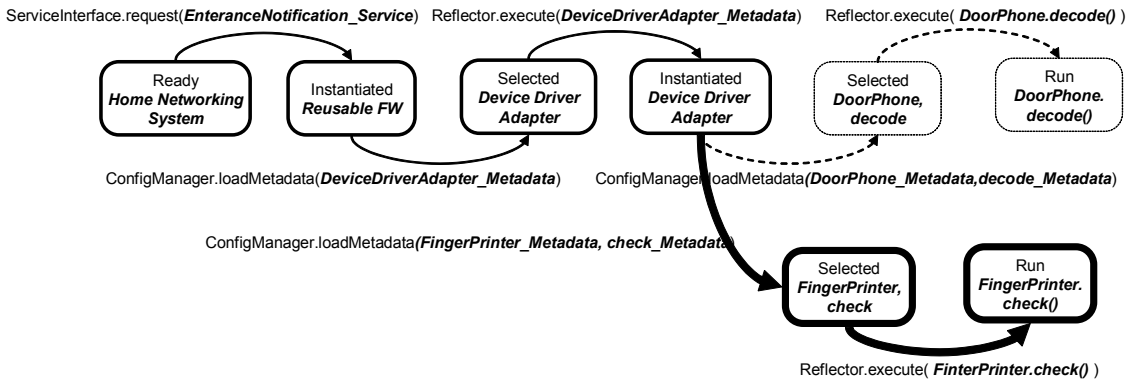 ServiceInterface.request(EnteranceNotification_Service)
Reflector.execute(DeviceDriverAdapter_Metadata)
Reflector.execute( DoorPhone.decode() )
Ready
Home Networking
System
Instantiated
Reusable FW
Selected
Device Driver
Adapter
Instantiated
Device Driver
Adapter
Selected
DoorPhone,
decode
Run
DoorPhone.
decode()
ConfigManager.loadMetadata(DeviceDriverAdapter_Metadata)
ConfigManager.loadMetadata(DoorPhone_Metadata,decode_Metadata)
ConfigManager.loadMetadata(FingerPrinter_Metadata, check_Metadata)
Selected
FingerPrinter,
check
Run
FingerPrinter.
check()
Reflector.execute( FinterPrinter.check() )